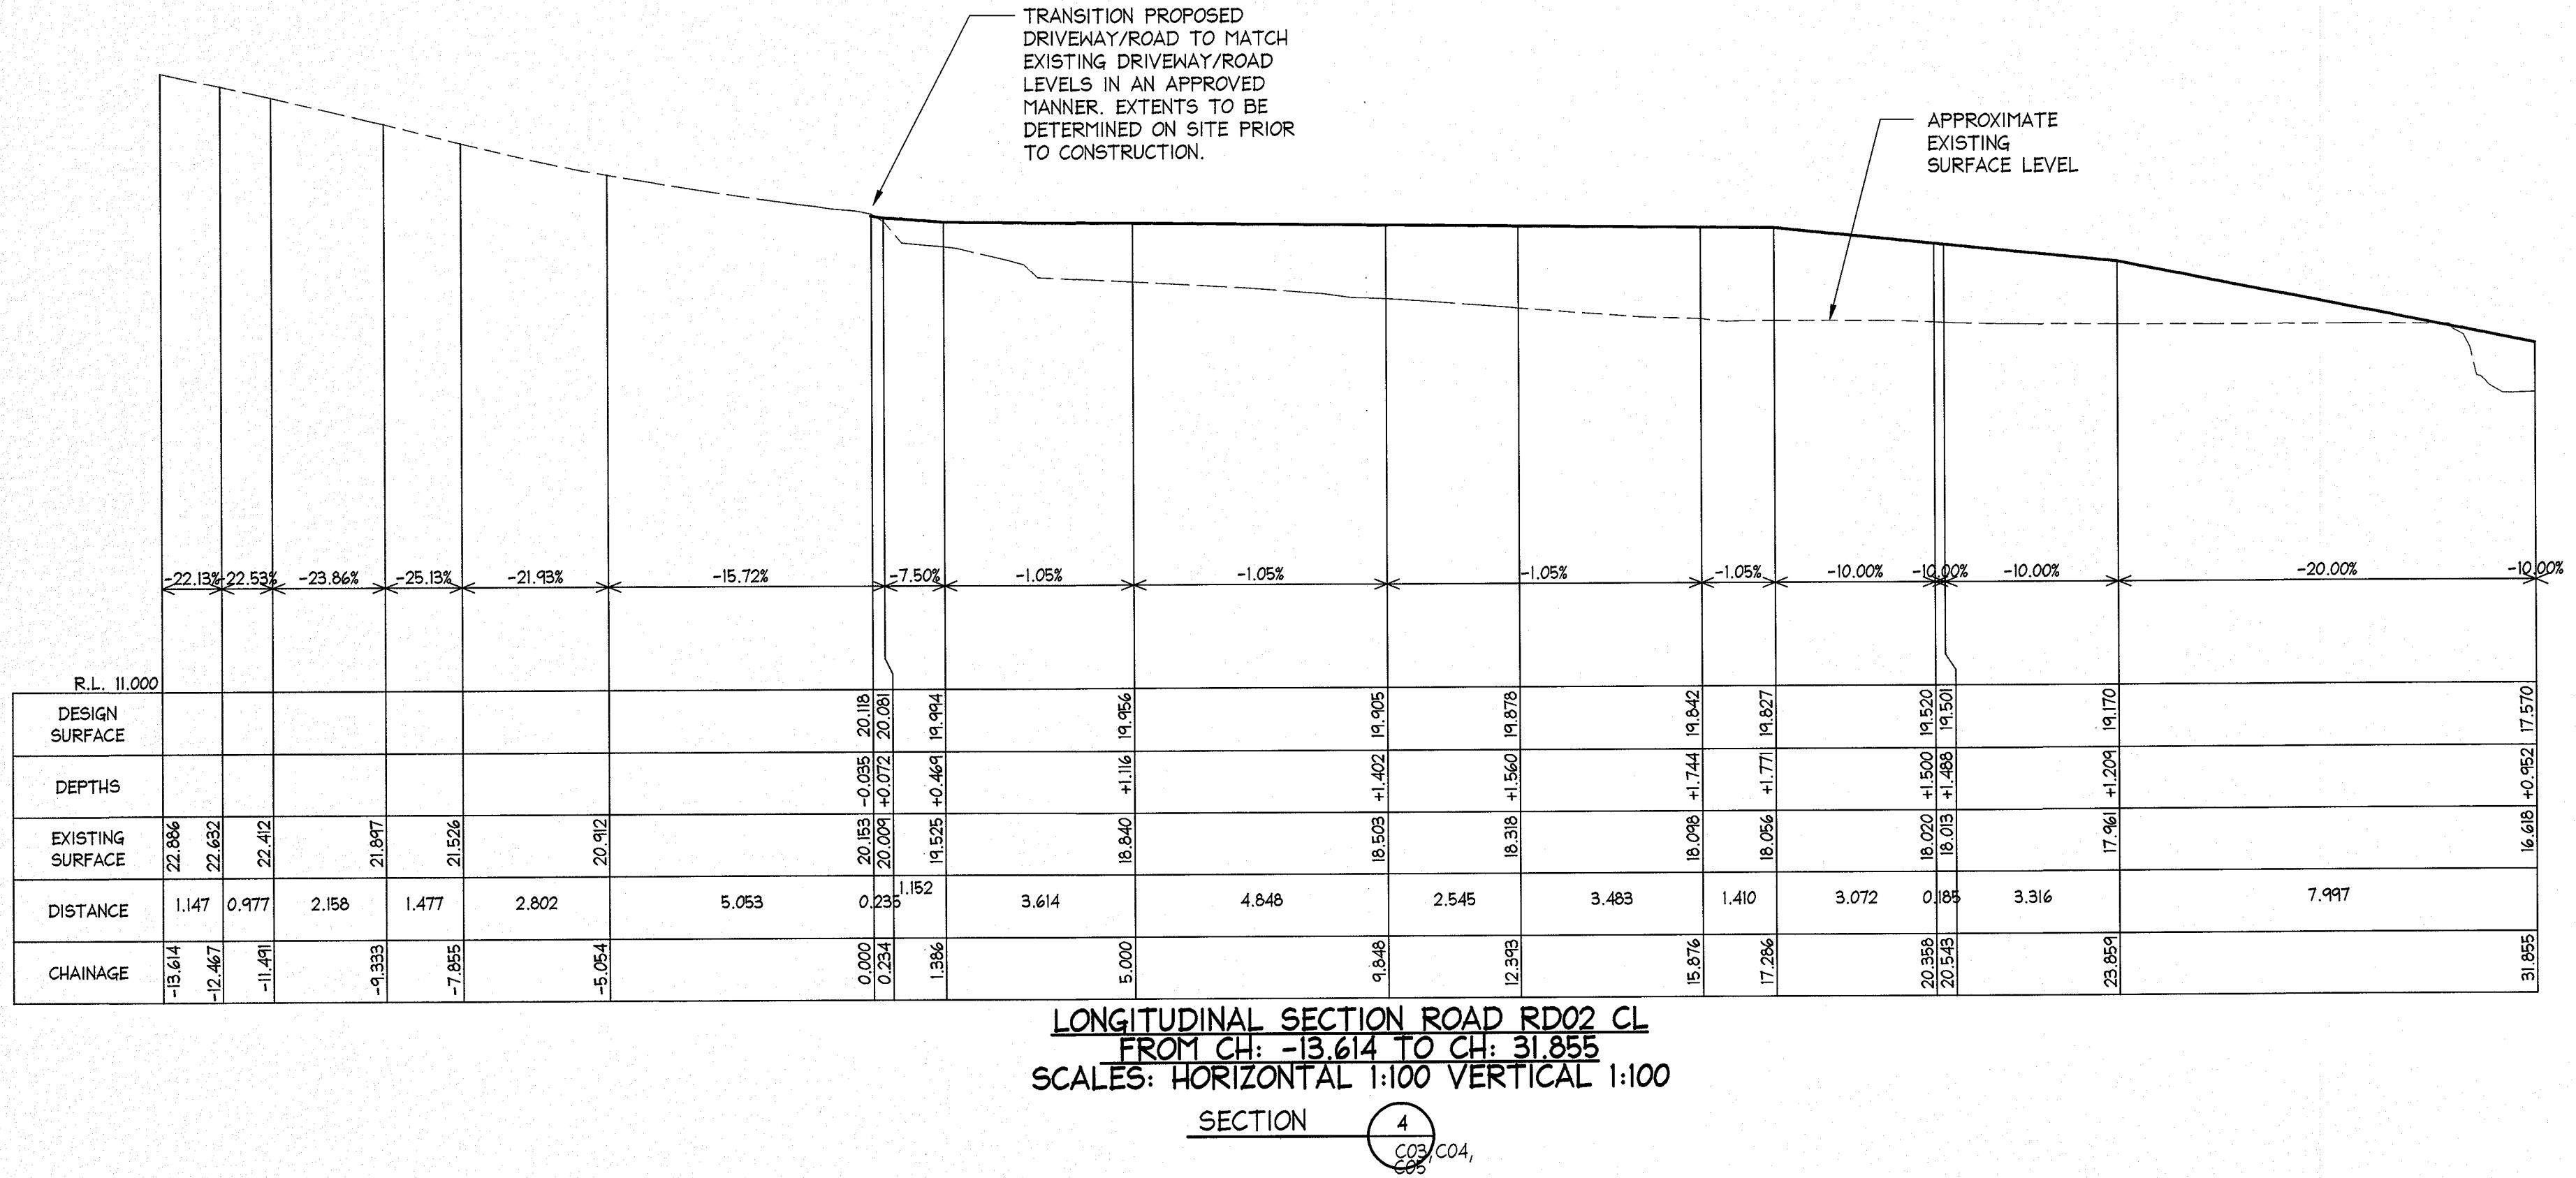 TRANSITION PROPOSED
DRIVEWAY/ROAD TO MATCH
EXISTING DRIVEWAY/ROAD
LEVELS IN AN APPROVED
MANNER. EXTENTS TO BE
DETERMINED ON SITE PRIOR
TO CONSTRUCTION.
APPROXIMATE
EXISTING
SURFACE LEVEL
-22.13% -22.53% -23.86% -25.13% -21.93% -15.72% -7.50% -1.05% -1.05% -1.05% -1.05% -10.00% -10.00% -10.00% -20.00% -10.00%
R.L. 11.000
DESIGN
SURFACE
20.118 20.081 19.994 19.956 19.905 19.878 19.842 19.827 19.520 19.501 19.170 17.570
DEPTHS
-0.035 +0.072 +0.469 +1.116 +1.402 +1.560 +1.744 +1.771 +1.500 +1.488 +1.209 +0.952
EXISTING
SURFACE
22.886 22.632 22.412 21.897 21.526 20.912 20.153 20.009 19.525 18.840 18.503 18.318 18.098 18.056 18.020 18.013 17.961 16.618
DISTANCE
1.147 0.977 2.158 1.477 2.802 5.053 0.235 1.152 3.614 4.848 2.545 3.483 1.410 3.072 0.185 3.316 7.997
CHAINAGE
-13.614 -12.467 -11.491 -9.333 -7.855 -5.054 0.000 0.234 1.386 5.000 9.848 12.393 15.876 17.286 20.358 20.543 23.859 31.855
LONGITUDINAL SECTION ROAD RD02 CL
FROM CH: -13.614 TO CH: 31.855
SCALES: HORIZONTAL 1:100 VERTICAL 1:100
SECTION
4
C03,C04,
C05